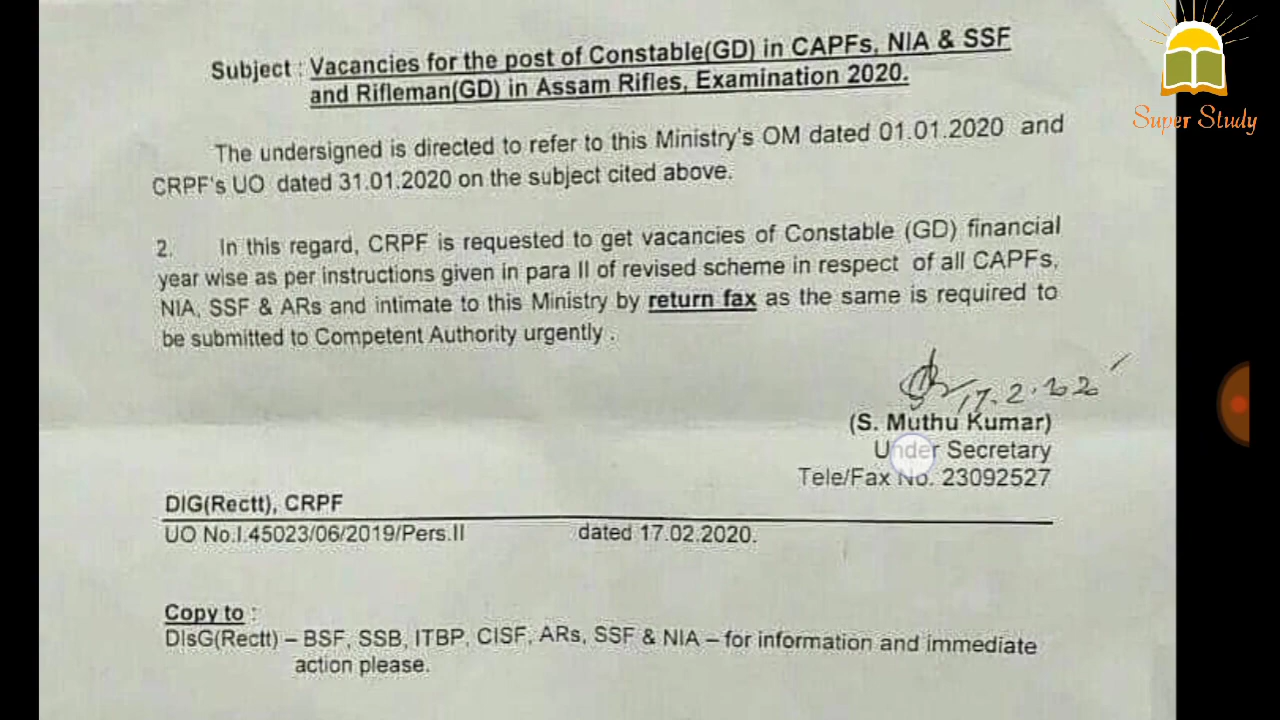 Super Study
Subject : Vacancies for the post of Constable(GD) in CAPFs, NIA & SSF
and Rifleman(GD) in Assam Rifles, Examination 2020.
The undersigned is directed to refer to this Ministry's OM dated 01.01.2020 and
CRPF's UO dated 31.01.2020 on the subject cited above.
2. In this regard, CRPF is requested to get vacancies of Constable (GD) financial
year wise as per instructions given in para II of revised scheme in respect of all CAPFs,
NIA, SSF & ARs and intimate to this Ministry by return fax as the same is required to
be submitted to Competent Authority urgently .
17.2.2020
(S. Muthu Kumar)
Under Secretary
Tele/Fax No. 23092527
DIG(Rectt), CRPF
UO No.I.45023/06/2019/Pers.II dated 17.02.2020.
Copy to :
DIsG(Rectt) – BSF, SSB, ITBP, CISF, ARs, SSF & NIA – for information and immediate
action please.